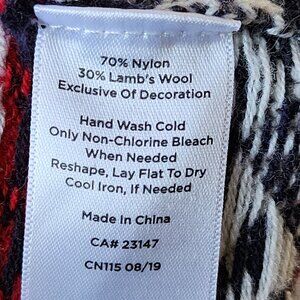 70% Nylon
30% Lamb's Wool
Exclusive Of Decoration
Hand Wash Cold
Only Non-Chlorine Bleach
When Needed
Reshape, Lay Flat To Dry
Cool Iron, If Needed
Made In China
CA# 23147
CN115 08/19